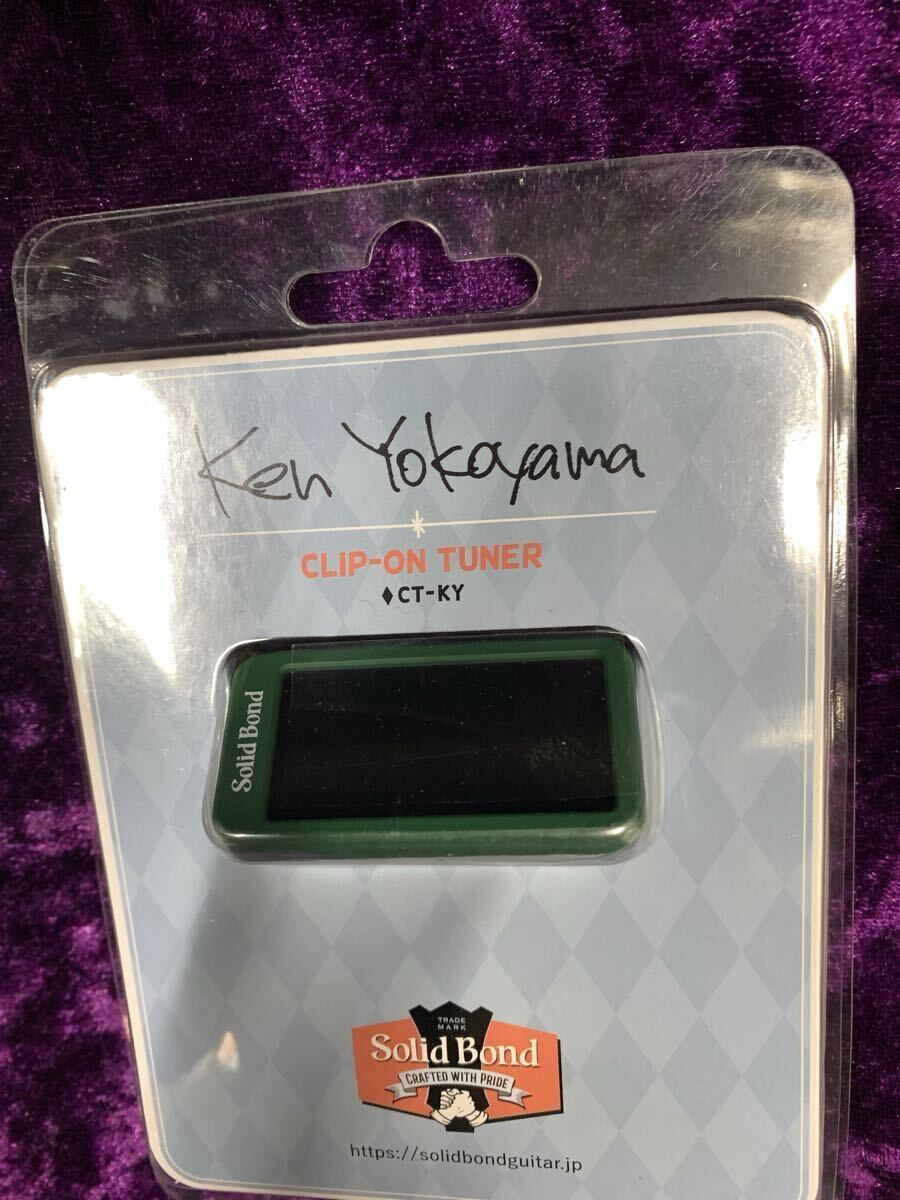 Ken Yokoyama
CLIP-ON TUNER
♦CT-KY
Solid Bond
TRADE
MARK
Solid Bond
CRAFTED WITH PRIDE
https://solidbondguitar.jp